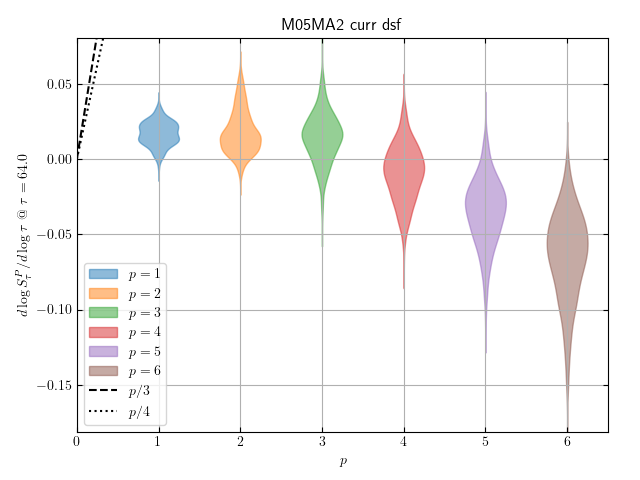 M05MA2 curr dsf
d log S_τ^P / d log τ @ τ = 64.0
0.05
0.00
−0.05
−0.10
−0.15
p = 1
p = 2
p = 3
p = 4
p = 5
p = 6
p/3
p/4
0 1 2 3 4 5 6
p